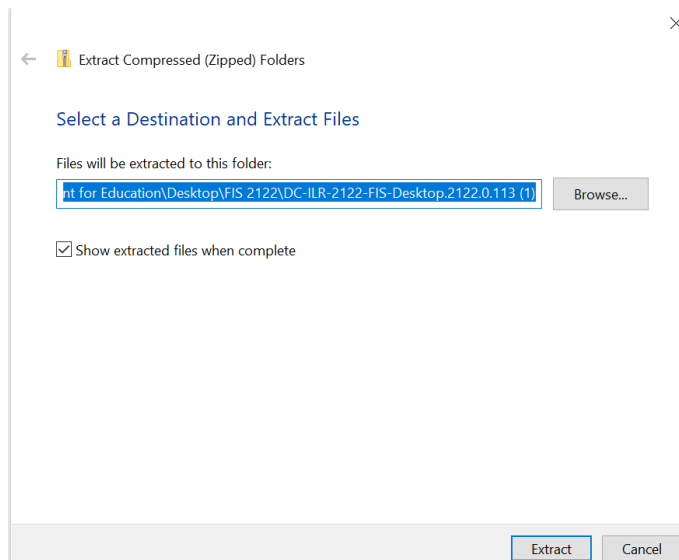 Extract Compressed (Zipped) Folders
Select a Destination and Extract Files
Files will be extracted to this folder:
nt for Education\Desktop\FIS 2122\DC-ILR-2122-FIS-Desktop.2122.0.113 (1)
Browse...
Show extracted files when complete
Extract
Cancel